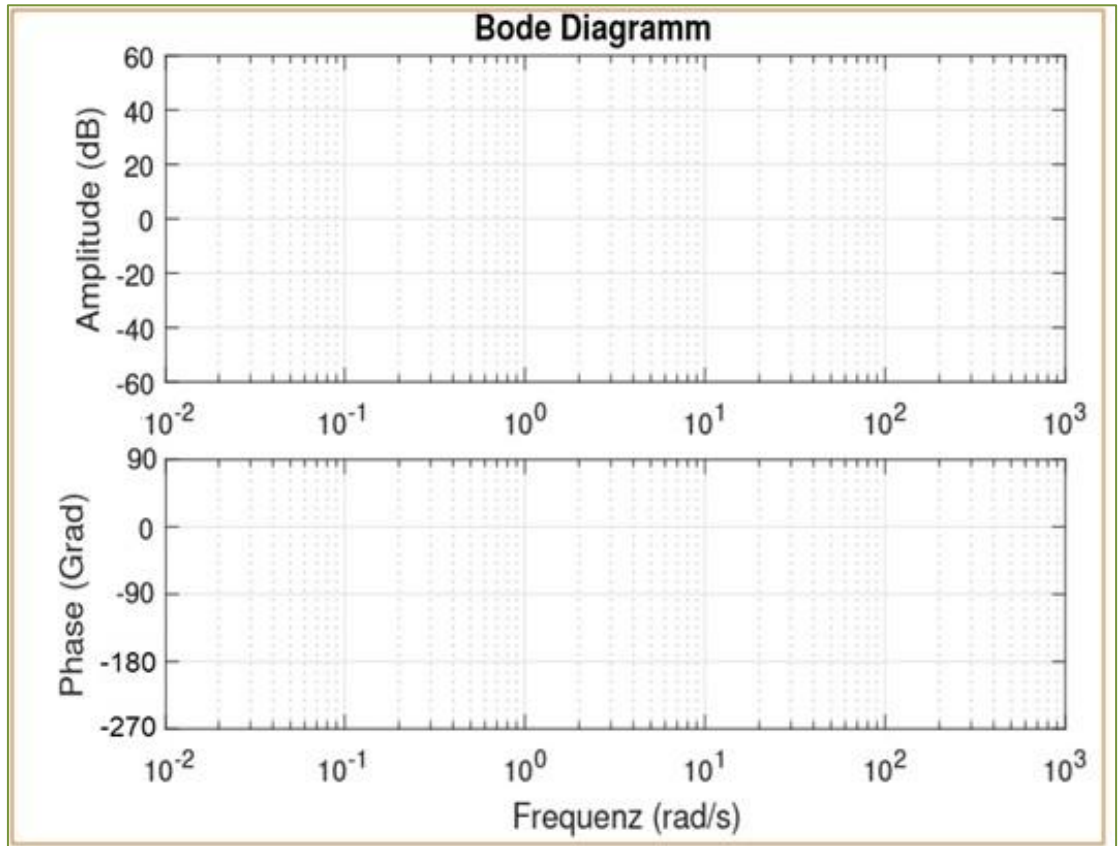 Bode Diagramm
Amplitude (dB)
60
40
20
0
-20
-40
-60
10-2 10-1 100 101 102 103
Phase (Grad)
90
0
-90
-180
-270
10-2 10-1 100 101 102 103
Frequenz (rad/s)